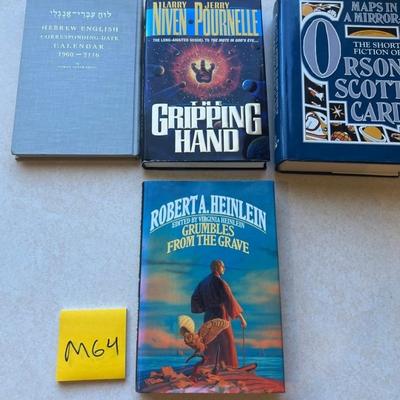 לוח עברי־אנגלי
HEBREW ENGLISH
CORRESPONDING-DATE
CALENDAR
LARRY JERRY
NIVEN POURNELLE
THE LONG-AWAITED SEQUEL TO THE MOTE IN GOD'S EYE...
THE
GRIPPING
HAND
MAPS IN
A MIRROR
THE SHORT
FICTION OF
ORSON
SCOTT
CARD
ROBERT A. HEINLEIN
EDITED BY VIRGINIA HEINLEIN
GRUMBLES
FROM THE GRAVE
M64